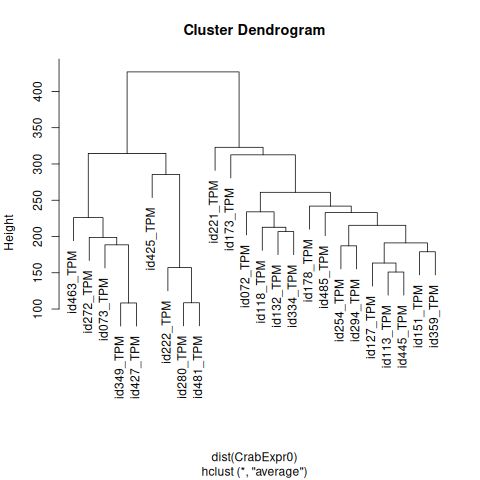 Cluster Dendrogram
Height
400
350
300
250
200
150
100
id463_TPM
id272_TPM
id073_TPM
id349_TPM
id427_TPM
id425_TPM
id222_TPM
id280_TPM
id481_TPM
id221_TPM
id173_TPM
id072_TPM
id118_TPM
id132_TPM
id334_TPM
id178_TPM
id485_TPM
id254_TPM
id294_TPM
id127_TPM
id113_TPM
id445_TPM
id151_TPM
id359_TPM
dist(CrabExpr0)
hclust (*, "average")